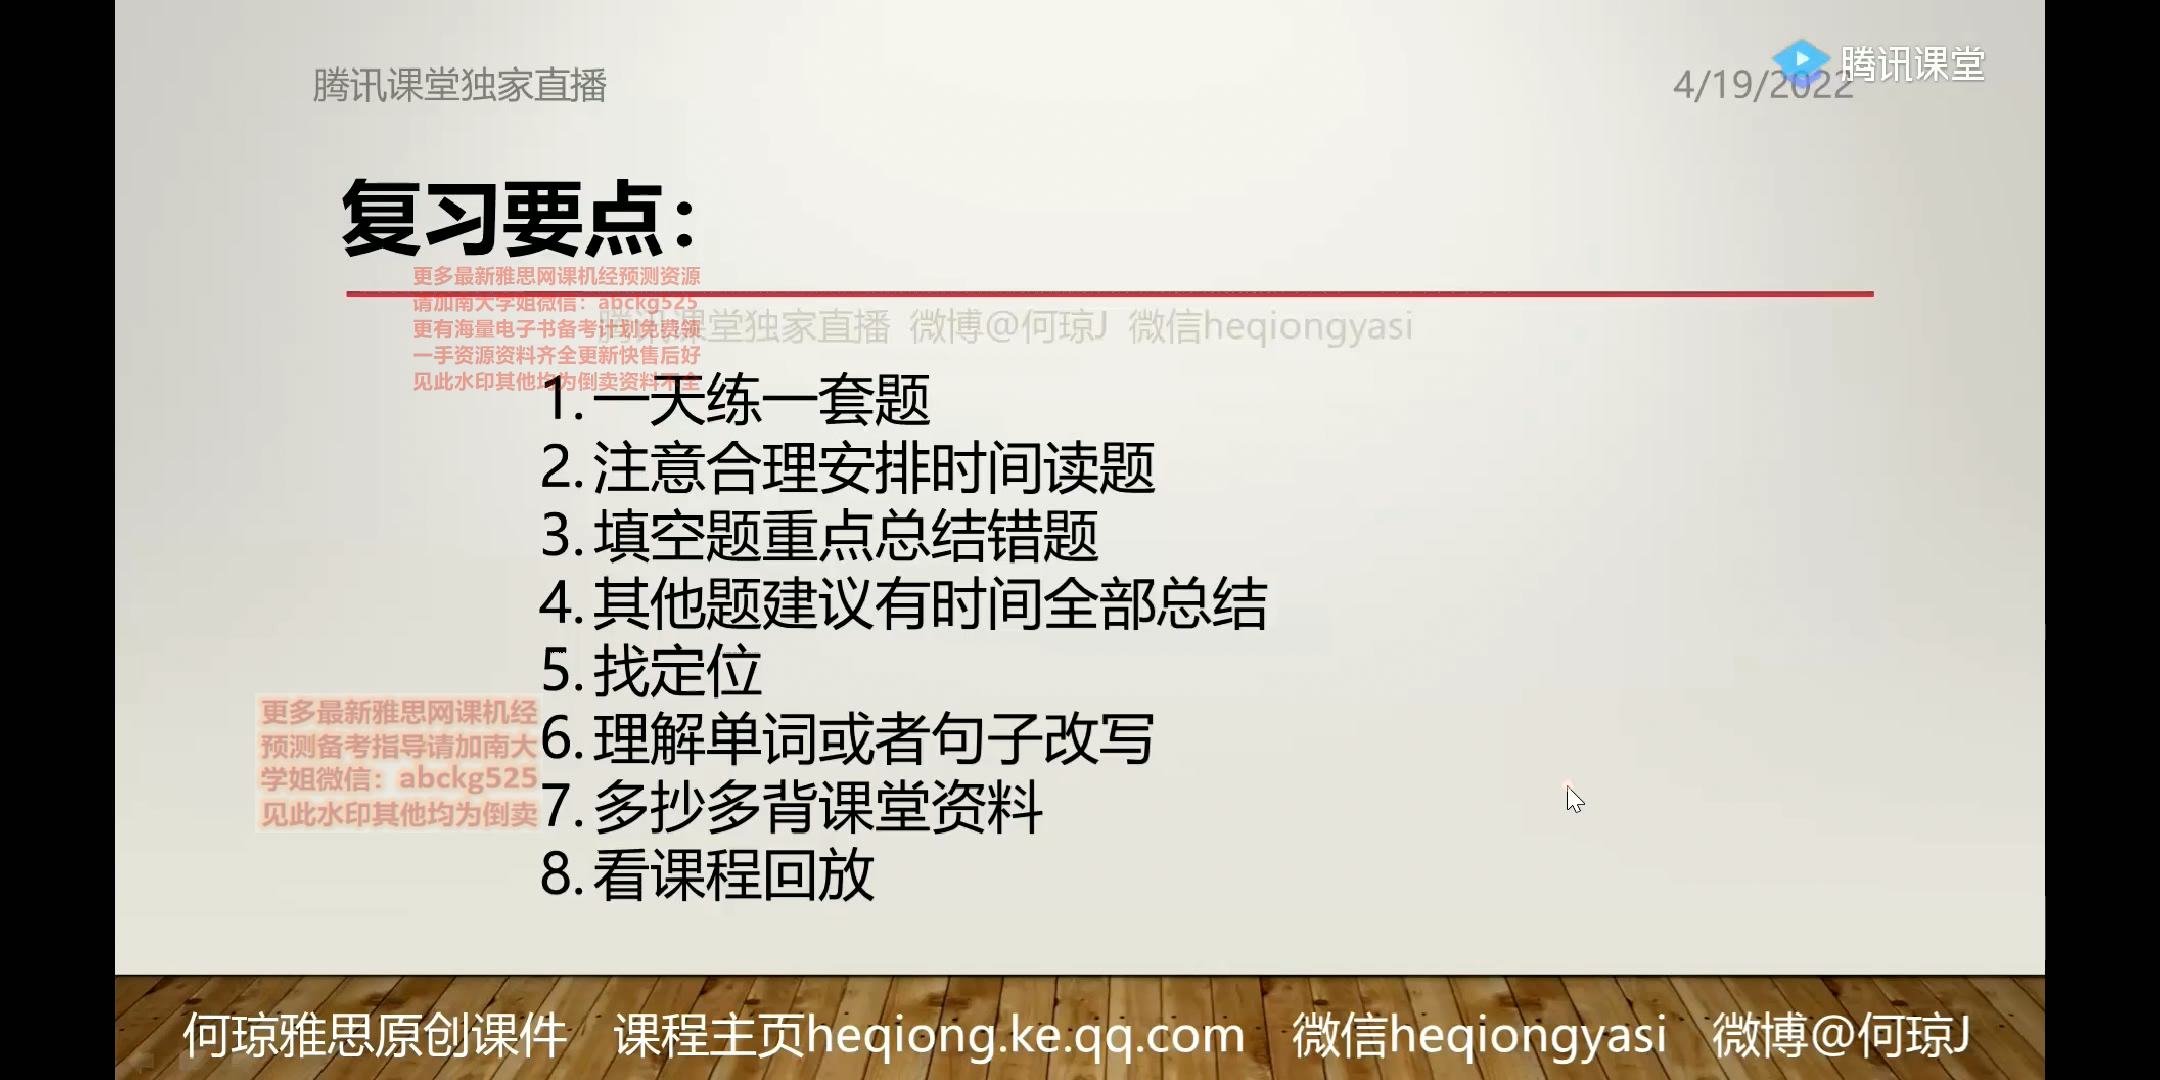 腾讯课堂独家直播
4/19/2022
腾讯课堂
复习要点：
更多最新雅思网课机经预测资源
请加南大学姐微信：abckg525
更有海量电子书备考计划免费领
一手资源资料齐全更新快售后好
见此水印其他均为倒卖资料不全
腾讯课堂独家直播 微博@何琼J 微信heqiongyasi
1. 一天练一套题
2. 注意合理安排时间读题
3. 填空题重点总结错题
4. 其他题建议有时间全部总结
5. 找定位
6. 理解单词或者句子改写
7. 多抄多背课堂资料
8. 看课程回放
更多最新雅思网课机经
预测备考指导请加南大
学姐微信：abckg525
见此水印其他均为倒卖
何琼雅思原创课件 课程主页heqiong.ke.qq.com 微信heqiongyasi 微博@何琼J